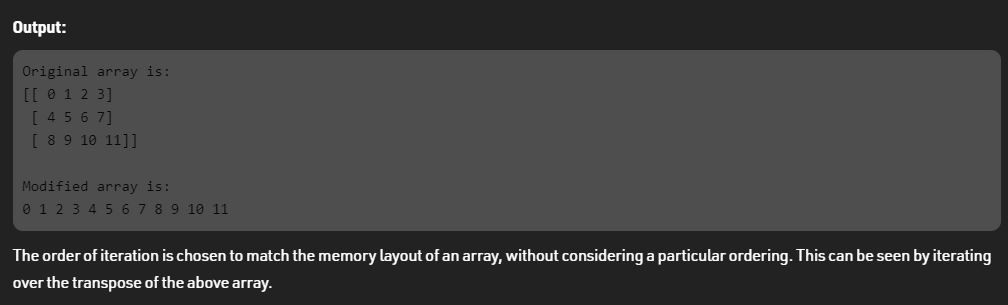 Output:
Original array is:
[[ 0 1 2 3]
[ 4 5 6 7]
[ 8 9 10 11]]
Modified array is:
0 1 2 3 4 5 6 7 8 9 10 11
The order of iteration is chosen to match the memory layout of an array, without considering a particular ordering. This can be seen by iterating
over the transpose of the above array.